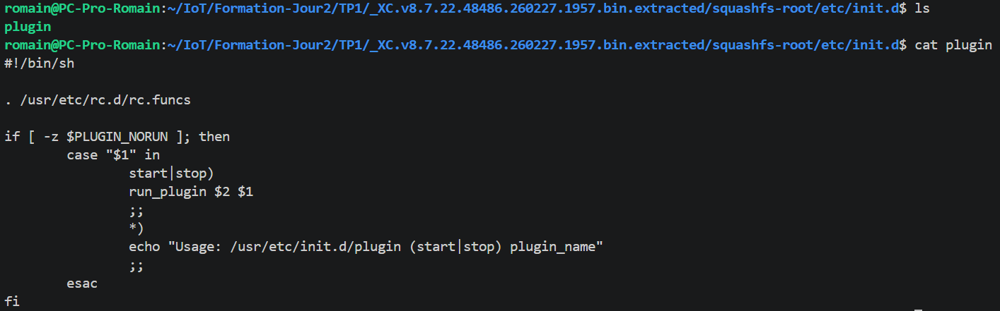 romain@PC-Pro-Romain:~/IoT/Formation-Jour2/TP1/_XC.v8.7.22.48486.260227.1957.bin.extracted/squashfs-root/etc/init.d$ ls
plugin
romain@PC-Pro-Romain:~/IoT/Formation-Jour2/TP1/_XC.v8.7.22.48486.260227.1957.bin.extracted/squashfs-root/etc/init.d$ cat plugin
#!/bin/sh

. /usr/etc/rc.d/rc.funcs

if [ -z $PLUGIN_NORUN ]; then
        case "$1" in
                start|stop)
                run_plugin $2 $1
                ;;
                *)
                echo "Usage: /usr/etc/init.d/plugin (start|stop) plugin_name"
                ;;
        esac
fi